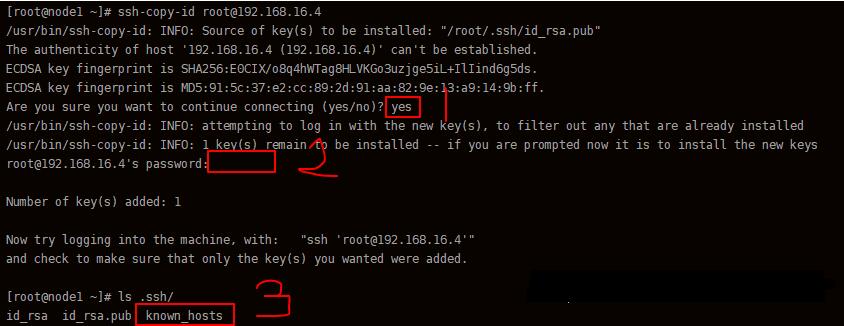 [root@node1 ~]# ssh-copy-id root@192.168.16.4
/usr/bin/ssh-copy-id: INFO: Source of key(s) to be installed: "/root/.ssh/id_rsa.pub"
The authenticity of host '192.168.16.4 (192.168.16.4)' can't be established.
ECDSA key fingerprint is SHA256:E0CIX/o8q4hWTag8HLVKGo3uzjge5iL+IlIind6g5ds.
ECDSA key fingerprint is MD5:91:5c:37:e2:cc:89:2d:91:aa:82:9e:13:a9:14:9b:ff.
Are you sure you want to continue connecting (yes/no)? yes 1
/usr/bin/ssh-copy-id: INFO: attempting to log in with the new key(s), to filter out any that are already installed
/usr/bin/ssh-copy-id: INFO: 1 key(s) remain to be installed -- if you are prompted now it is to install the new keys
root@192.168.16.4's password: 2
Number of key(s) added: 1
Now try logging into the machine, with:   "ssh 'root@192.168.16.4'"
and check to make sure that only the key(s) you wanted were added.
[root@node1 ~]# ls .ssh/ 3
id_rsa  id_rsa.pub  known_hosts